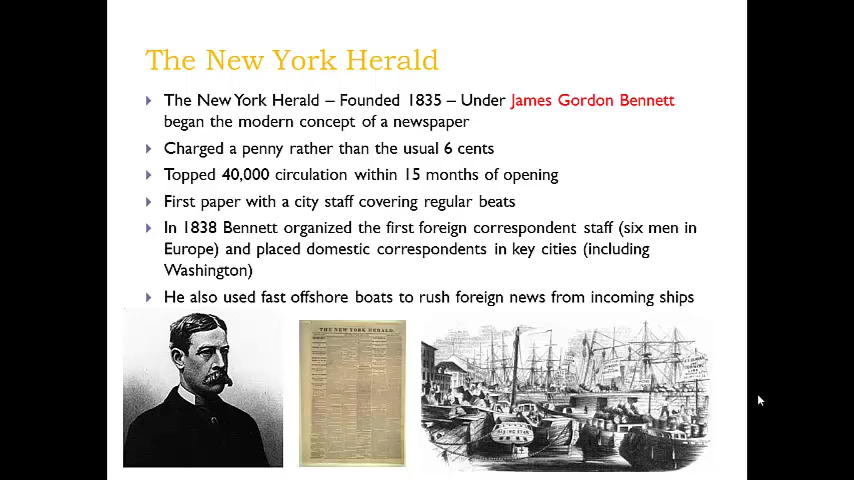 The New York Herald
The New York Herald – Founded 1835 – Under James Gordon Bennett
began the modern concept of a newspaper
Charged a penny rather than the usual 6 cents
Topped 40,000 circulation within 15 months of opening
First paper with a city staff covering regular beats
In 1838 Bennett organized the first foreign correspondent staff (six men in
Europe) and placed domestic correspondents in key cities (including
Washington)
He also used fast offshore boats to rush foreign news from incoming ships
THE NEW YORK HERALD.
RISING STAR